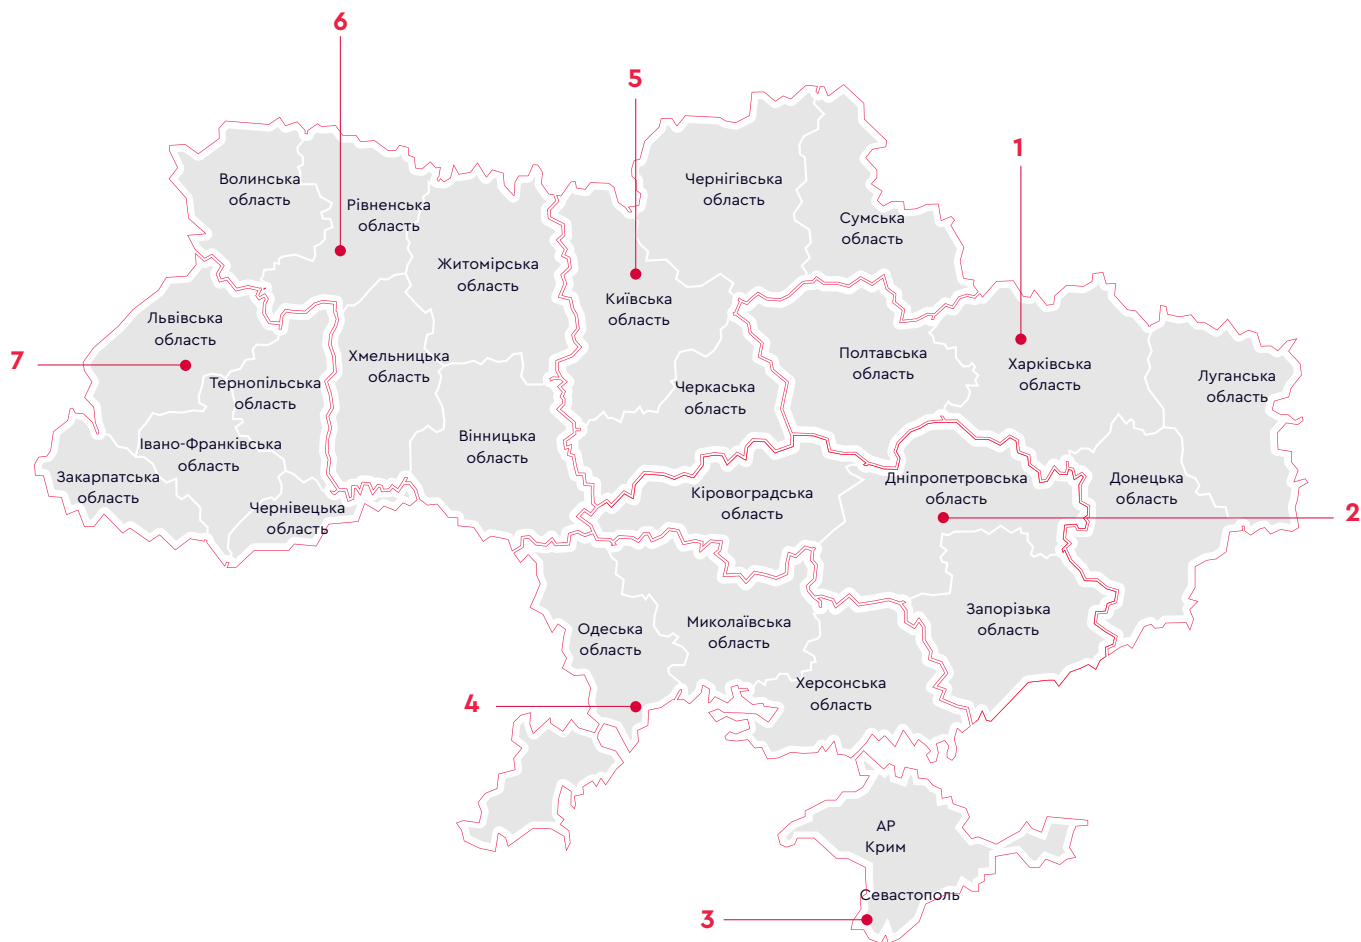 6
5
1
Волинська
область
Рівненська
область
Житомірська
область
Чернігівська
область
Сумська
область
Київська
область
Львівська
область
7
Хмельницька
область
Тернопільська
область
Полтавська
область
Харківська
область
Луганська
область
Черкаська
область
Івано-Франківська
область
Вінницька
область
Закарпатська
область
Чернівецька
область
Кіровоградська
область
Дніпропетровська
область
Донецька
область
2
Запорізька
область
Одеська
область
Миколаївська
область
Херсонська
область
4
АР
Крим
Севастополь
3